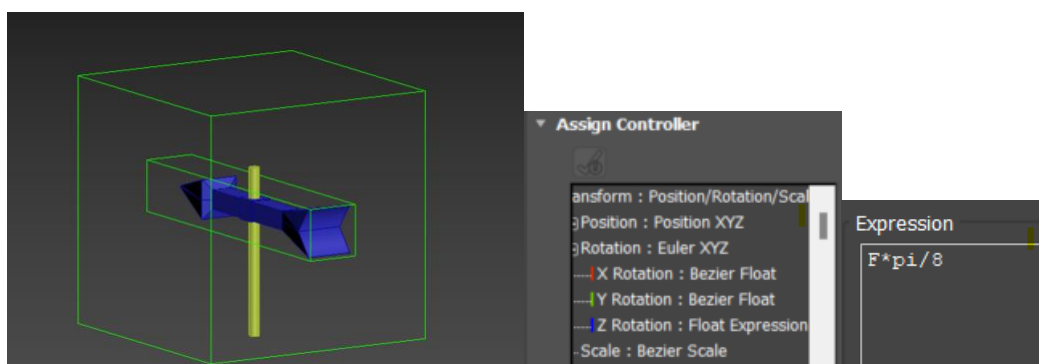 Assign Controller
ansform : Position/Rotation/Scal
Position : Position XYZ
Rotation : Euler XYZ
X Rotation : Bezier Float
Y Rotation : Bezier Float
Z Rotation : Float Expression
Scale : Bezier Scale
Expression
F*pi/8